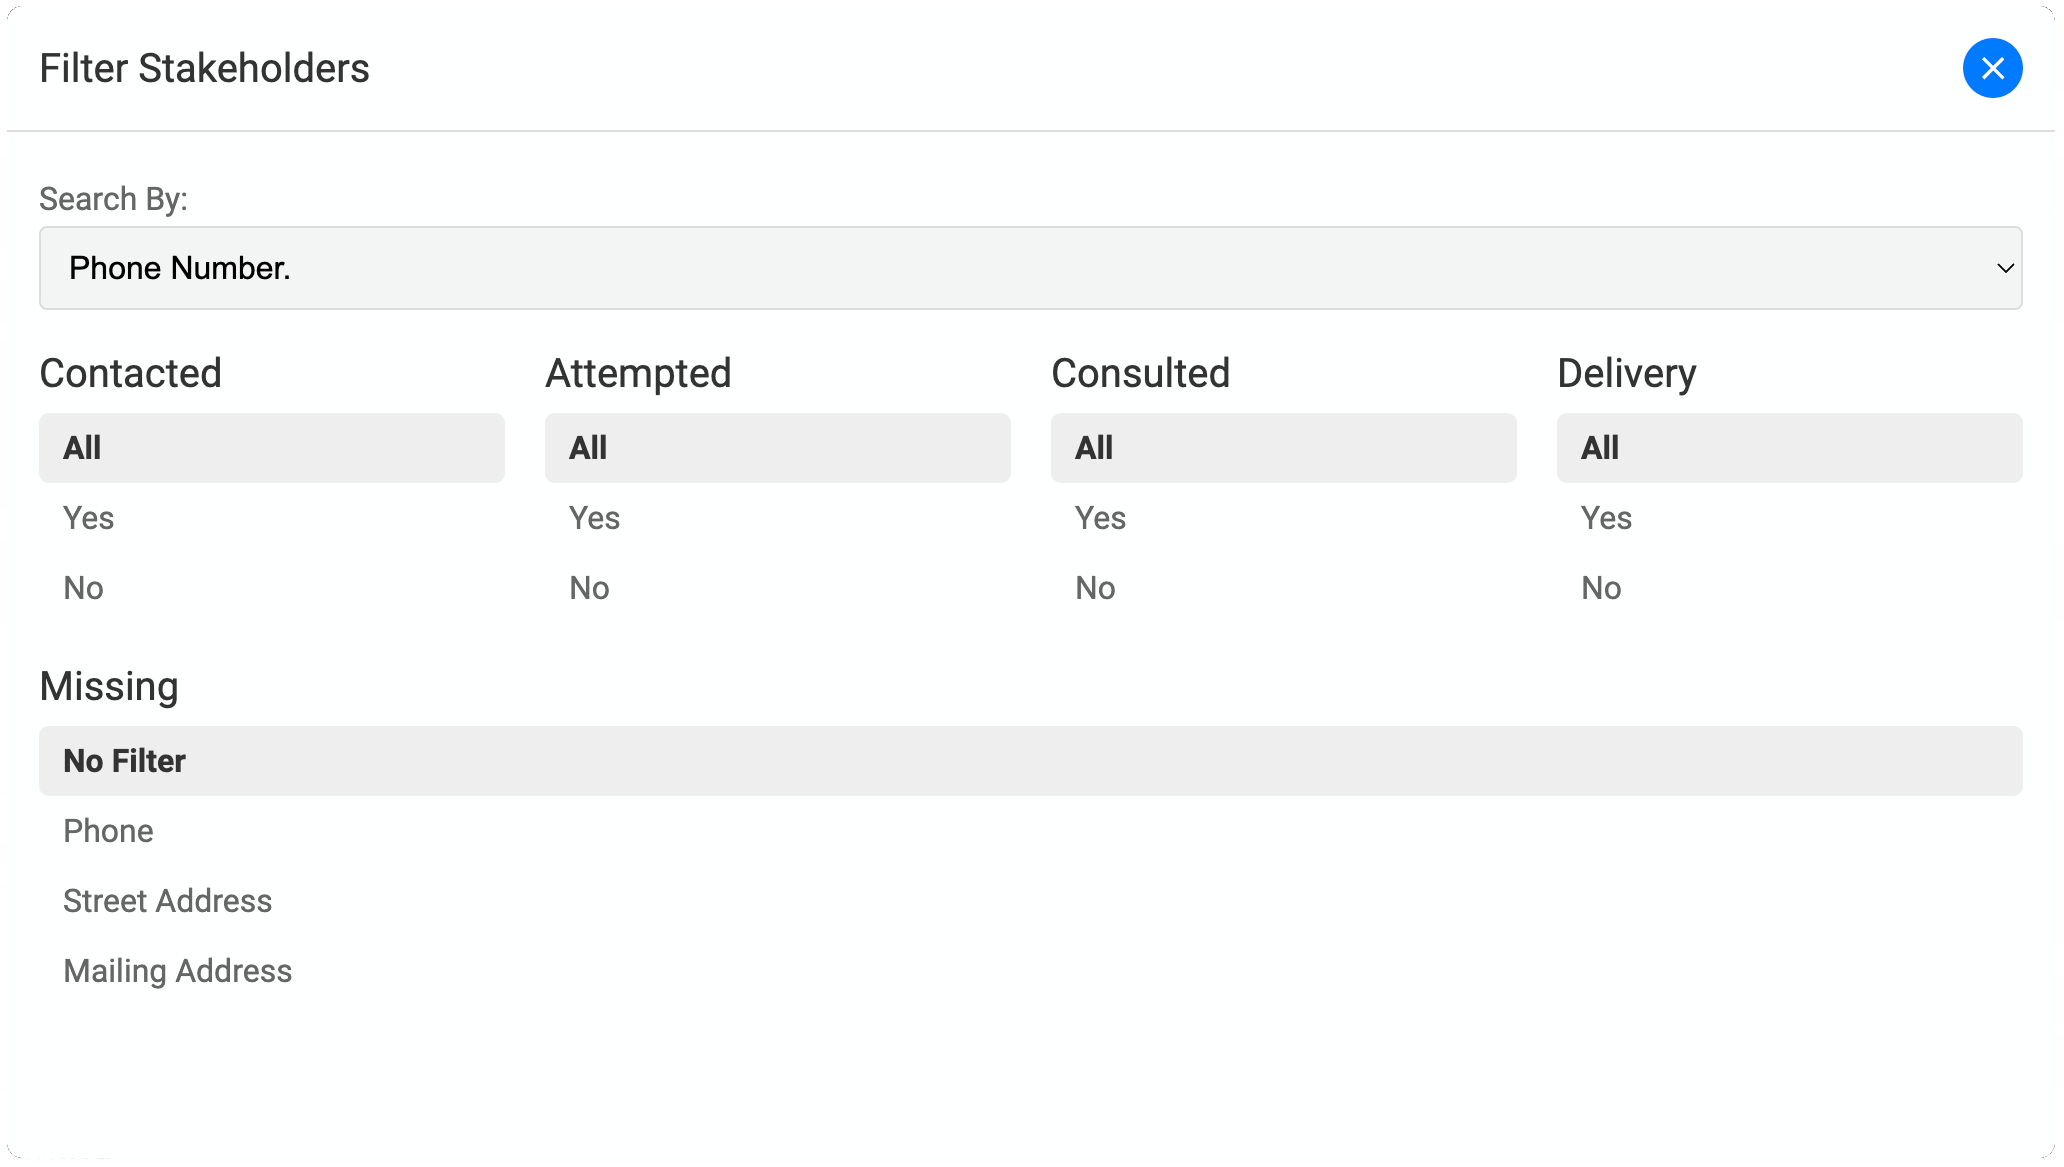 Filter Stakeholders
Search By:
Phone Number.
Contacted
All
Yes
No
Attempted
All
Yes
No
Consulted
All
Yes
No
Delivery
All
Yes
No
Missing
No Filter
Phone
Street Address
Mailing Address